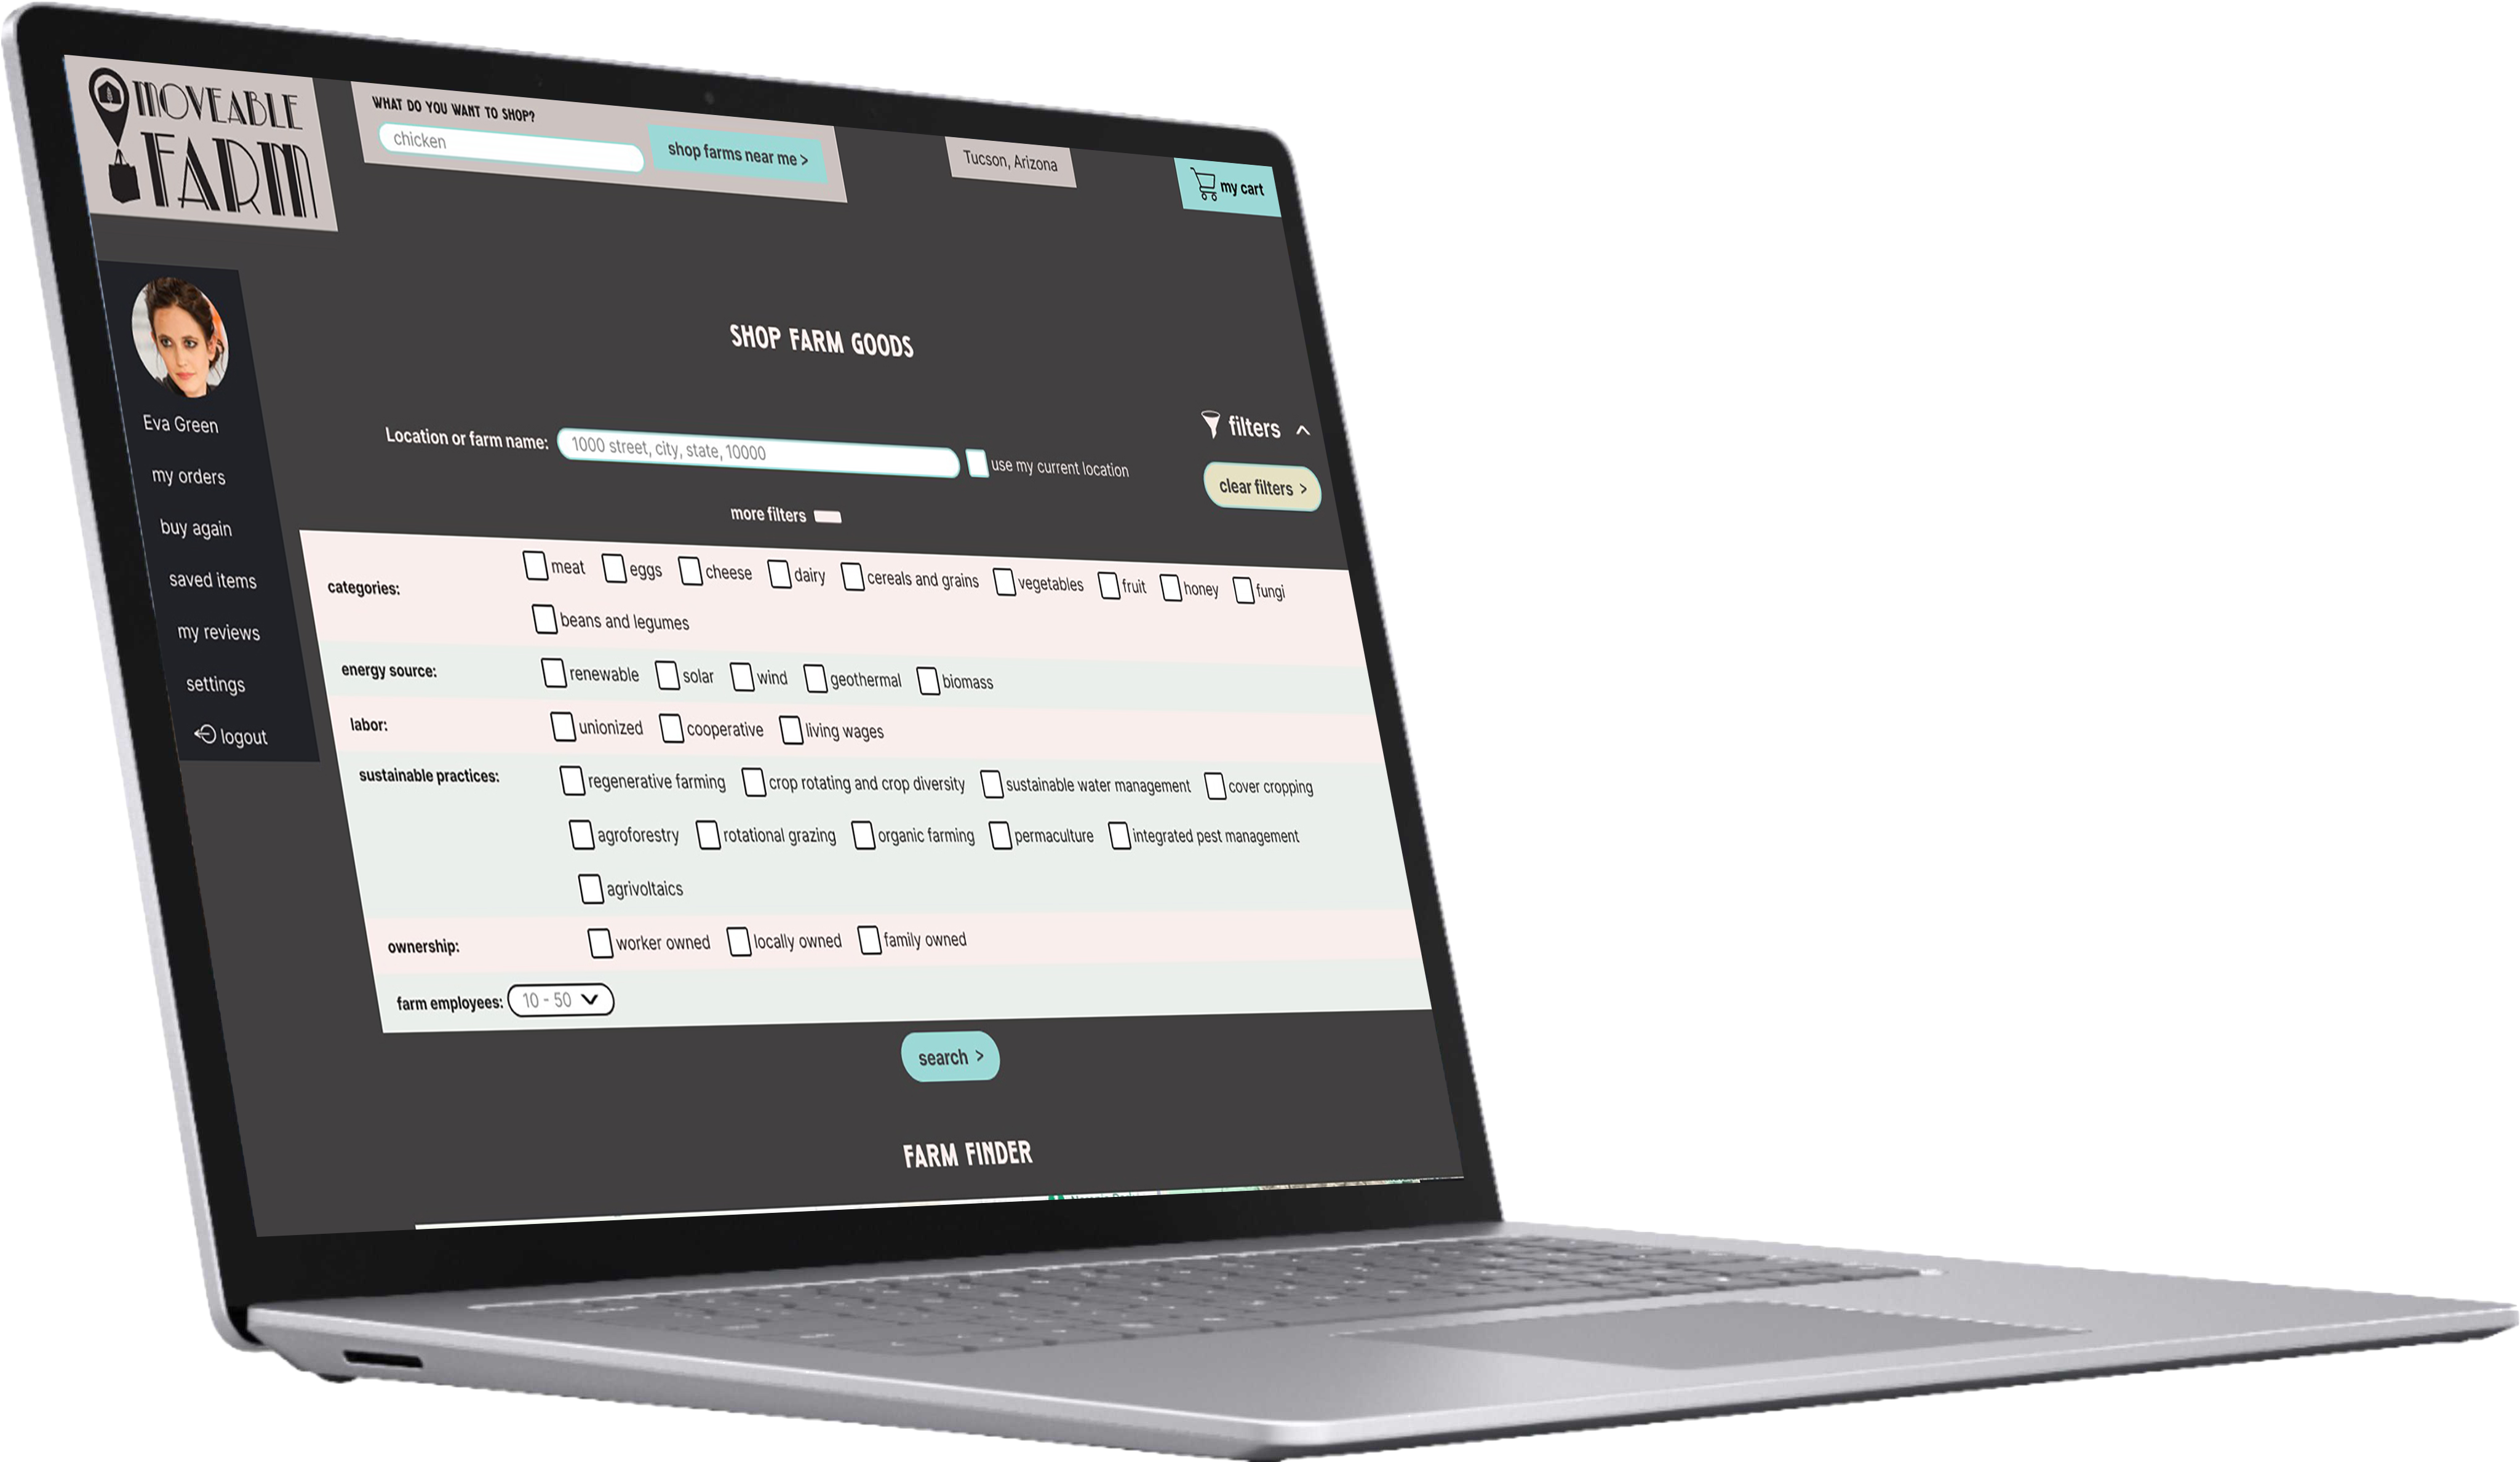 MOVEABLE
FARM
WHAT DO YOU WANT TO SHOP?
chicken
shop farms near me >
Tucson, Arizona
my cart
Eva Green
my orders
buy again
saved items
my reviews
settings
logout
SHOP FARM GOODS
filters
Location or farm name: 1000 street, city, state, 10000 use my current location
clear filters >
more filters
categories: meat eggs cheese dairy cereals and grains vegetables fruit honey fungi
beans and legumes
energy source: renewable solar wind geothermal biomass
labor: unionized cooperative living wages
sustainable practices: regenerative farming crop rotating and crop diversity sustainable water management cover cropping
agroforestry rotational grazing organic farming permaculture integrated pest management
agrivoltaics
ownership: worker owned locally owned family owned
farm employees: 10 - 50
search >
FARM FINDER